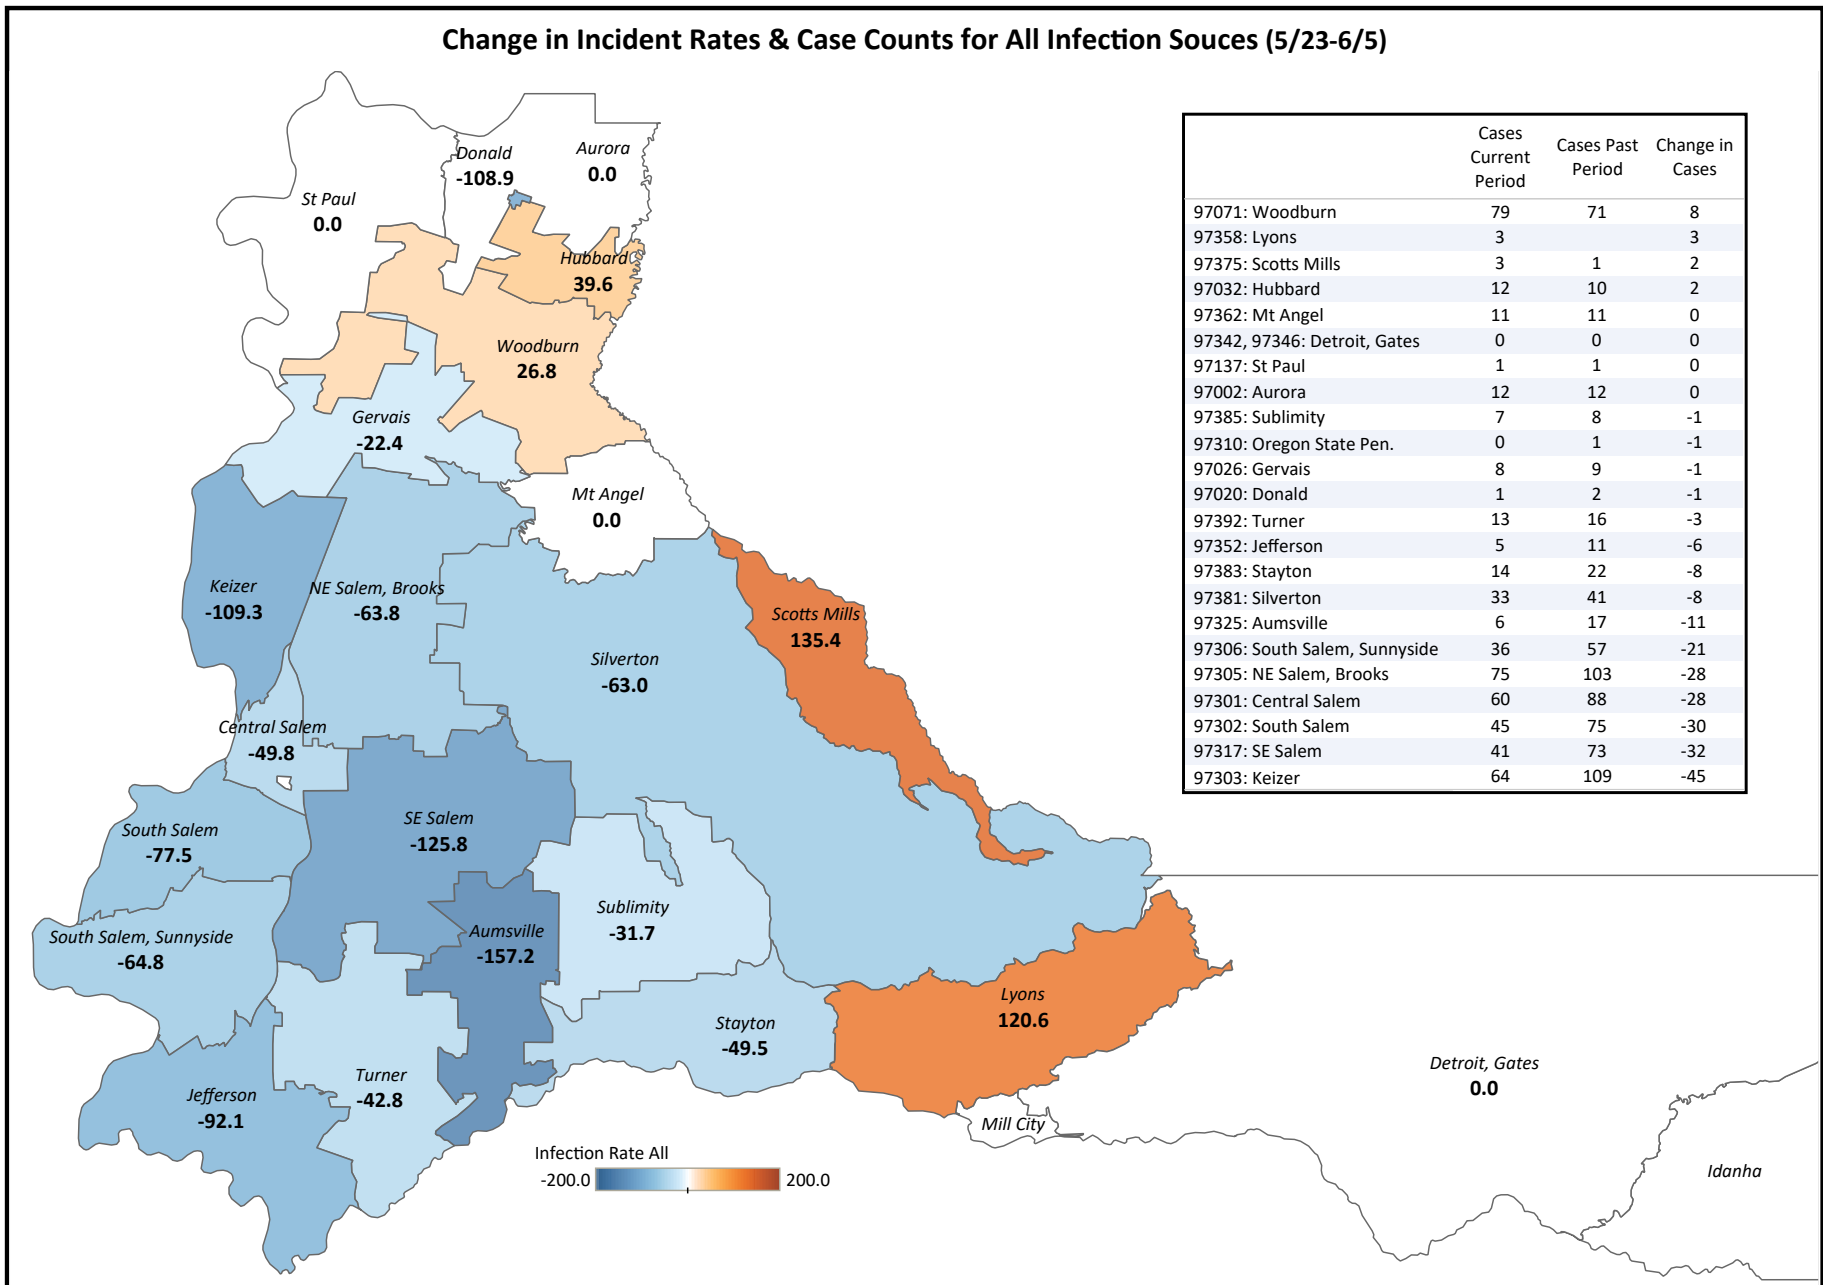 Change in Incident Rates & Case Counts for All Infection Souces (5/23-6/5)
Cases Current Period Cases Past Period Change in Cases
97071: Woodburn 79 71 8
97358: Lyons 3 3
97375: Scotts Mills 3 1 2
97032: Hubbard 12 10 2
97362: Mt Angel 11 11 0
97342, 97346: Detroit, Gates 0 0 0
97137: St Paul 1 1 0
97002: Aurora 12 12 0
97385: Sublimity 7 8 -1
97310: Oregon State Pen. 0 1 -1
97026: Gervais 8 9 -1
97020: Donald 1 2 -1
97392: Turner 13 16 -3
97352: Jefferson 5 11 -6
97383: Stayton 14 22 -8
97381: Silverton 33 41 -8
97325: Aumsville 6 17 -11
97306: South Salem, Sunnyside 36 57 -21
97305: NE Salem, Brooks 75 103 -28
97301: Central Salem 60 88 -28
97302: South Salem 45 75 -30
97317: SE Salem 41 73 -32
97303: Keizer 64 109 -45
Donald
-108.9
Aurora
0.0
St Paul
0.0
Hubbard
39.6
Woodburn
26.8
Gervais
-22.4
Mt Angel
0.0
Keizer
-109.3
NE Salem, Brooks
-63.8
Scotts Mills
135.4
Silverton
-63.0
Central Salem
-49.8
South Salem
-77.5
SE Salem
-125.8
Sublimity
-31.7
Aumsville
-157.2
South Salem, Sunnyside
-64.8
Lyons
120.6
Stayton
-49.5
Detroit, Gates
0.0
Turner
-42.8
Jefferson
-92.1
Mill City
Idanha
Infection Rate All
-200.0 200.0